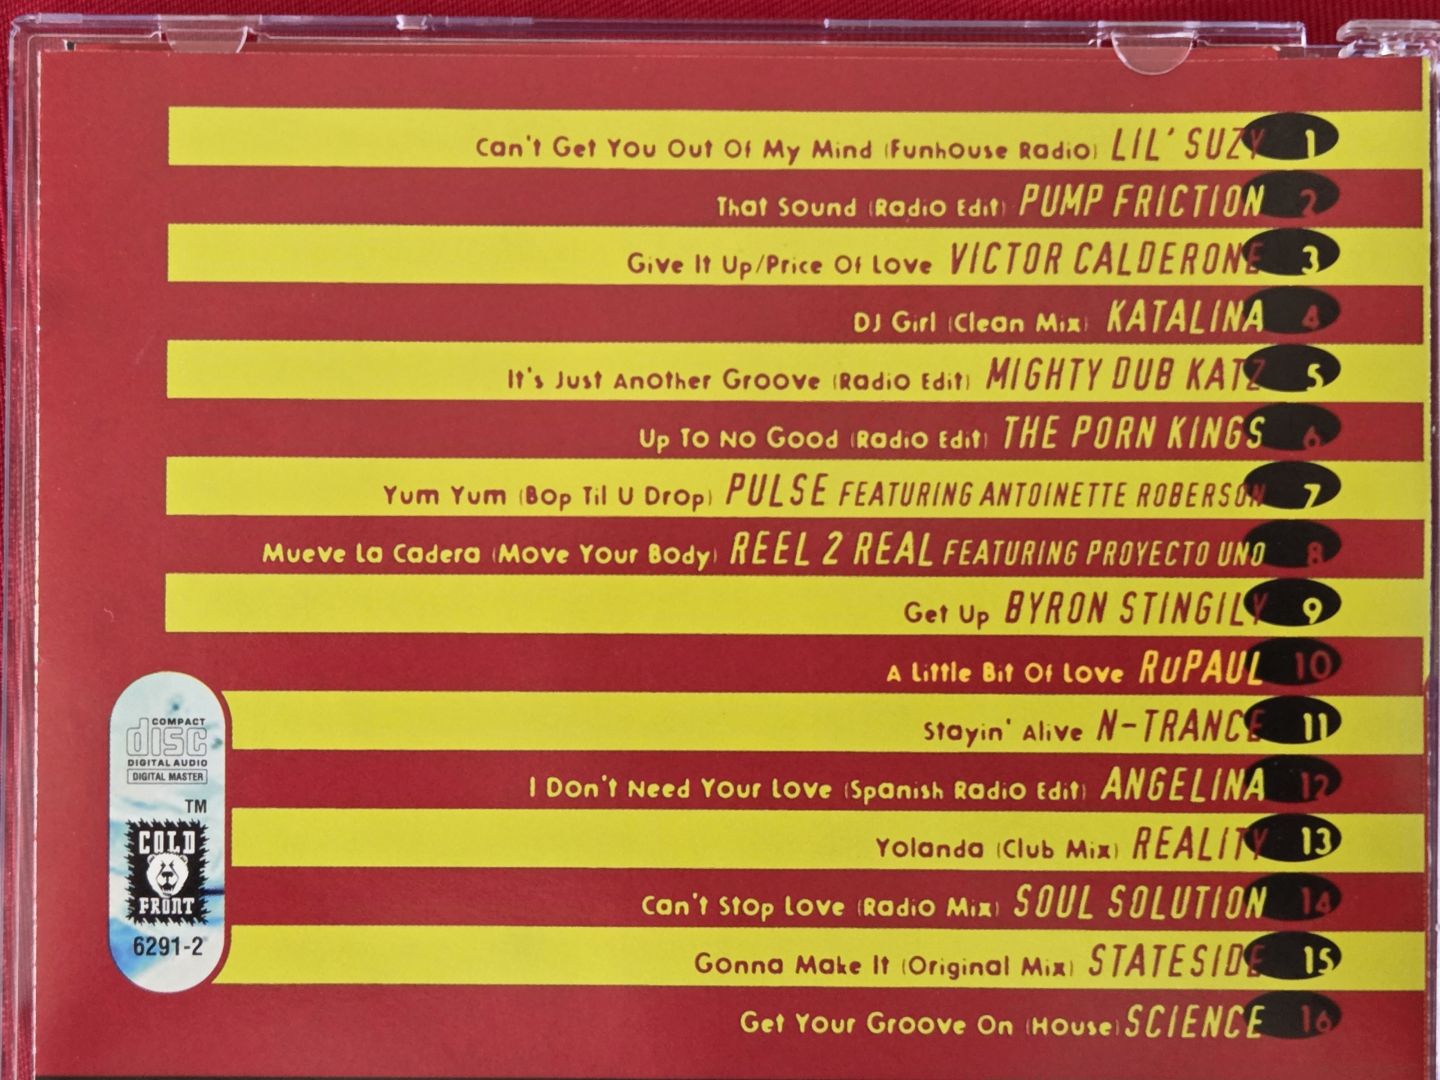 Can't Get You Out Of My Mind (Funhouse Radio) LIL' SUZY 1
That Sound (Radio Edit) PUMP FRICTION 2
Give It Up/Price Of Love VICTOR CALDERONE 3
DJ Girl (Clean Mix) KATALINA 4
It's Just Another Groove (Radio Edit) MIGHTY DUB KATZ 5
Up To No Good (Radio Edit) THE PORN KINGS 6
Yum Yum (Bop Til U Drop) PULSE FEATURING ANTOINETTE ROBERSON 7
Mueve La Cadera (Move Your Body) REEL 2 REAL FEATURING PROYECTO UNO 8
Get Up BYRON STINGILY 9
A Little Bit Of Love RuPAUL 10
Stayin' Alive N-TRANCE 11
I Don't Need Your Love (Spanish Radio Edit) ANGELINA 12
Yolanda (Club Mix) REALITY 13
Can't Stop Love (Radio Mix) SOUL SOLUTION 14
Gonna Make It (Original Mix) STATESIDE 15
Get Your Groove On (House) SCIENCE 16
COMPACT
disc
DIGITAL AUDIO
DIGITAL MASTER
TM
COLD
FRONT
6291-2